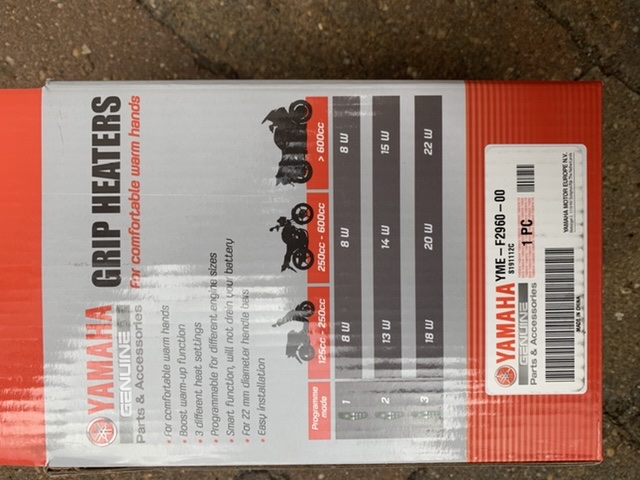 YAMAHA
GENUINE
Parts & Accessories
GRIP HEATERS
For comfortable warm hands
• For comfortable warm hands
• Boost warm-up function
• 3 different heat settings
• Programmable for different engine sizes
• Smart function, will not drain your battery
• For 22 mm diameter handle bars
• Easy installation
Programme mode 125cc - 250cc 250cc - 600cc > 600cc
1 8 W 8 W 8 W
2 13 W 14 W 15 W
3 18 W 20 W 22 W
YAMAHA
GENUINE
Parts & Accessories
YME-F2960-00
S191112C
1 PC
MADE IN CHINA
YAMAHA MOTOR EUROPE N.V.